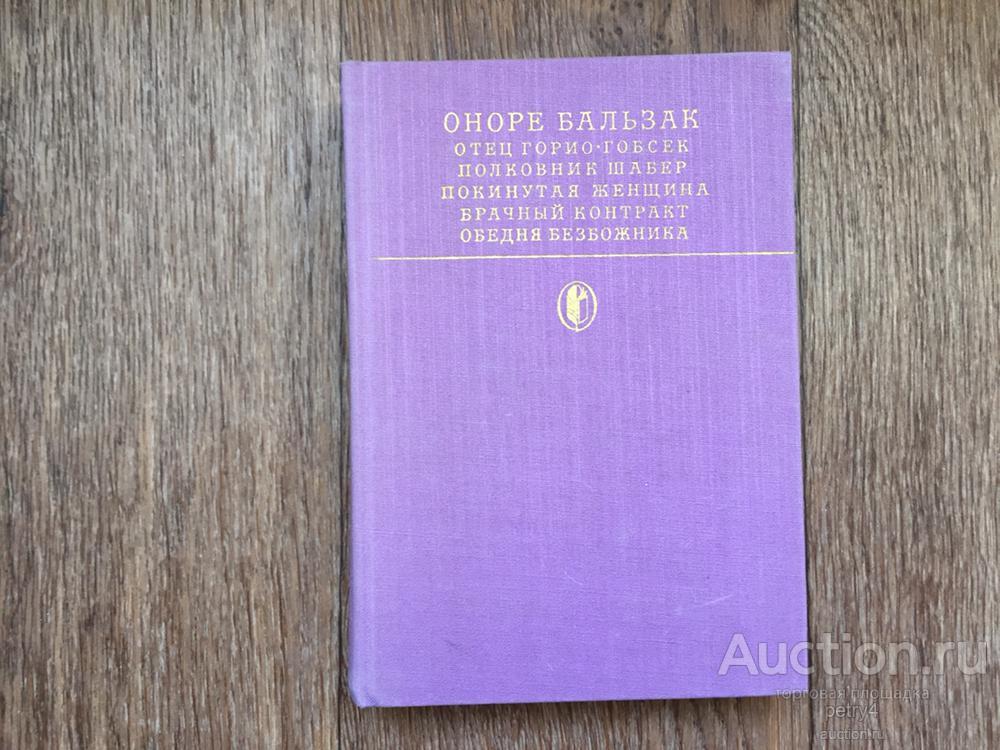 ОНОРЕ БАЛЬЗАК
ОТЕЦ ГОРИО·ГОБСЕК
ПОЛКОВНИК ШАБЕР
ПОКИНУТАЯ ЖЕНЩИНА
БРАЧНЫЙ КОНТРАКТ
ОБЕДНЯ БЕЗБОЖНИКА
Auction.ru
торговая площадка
petry4
auction.ru